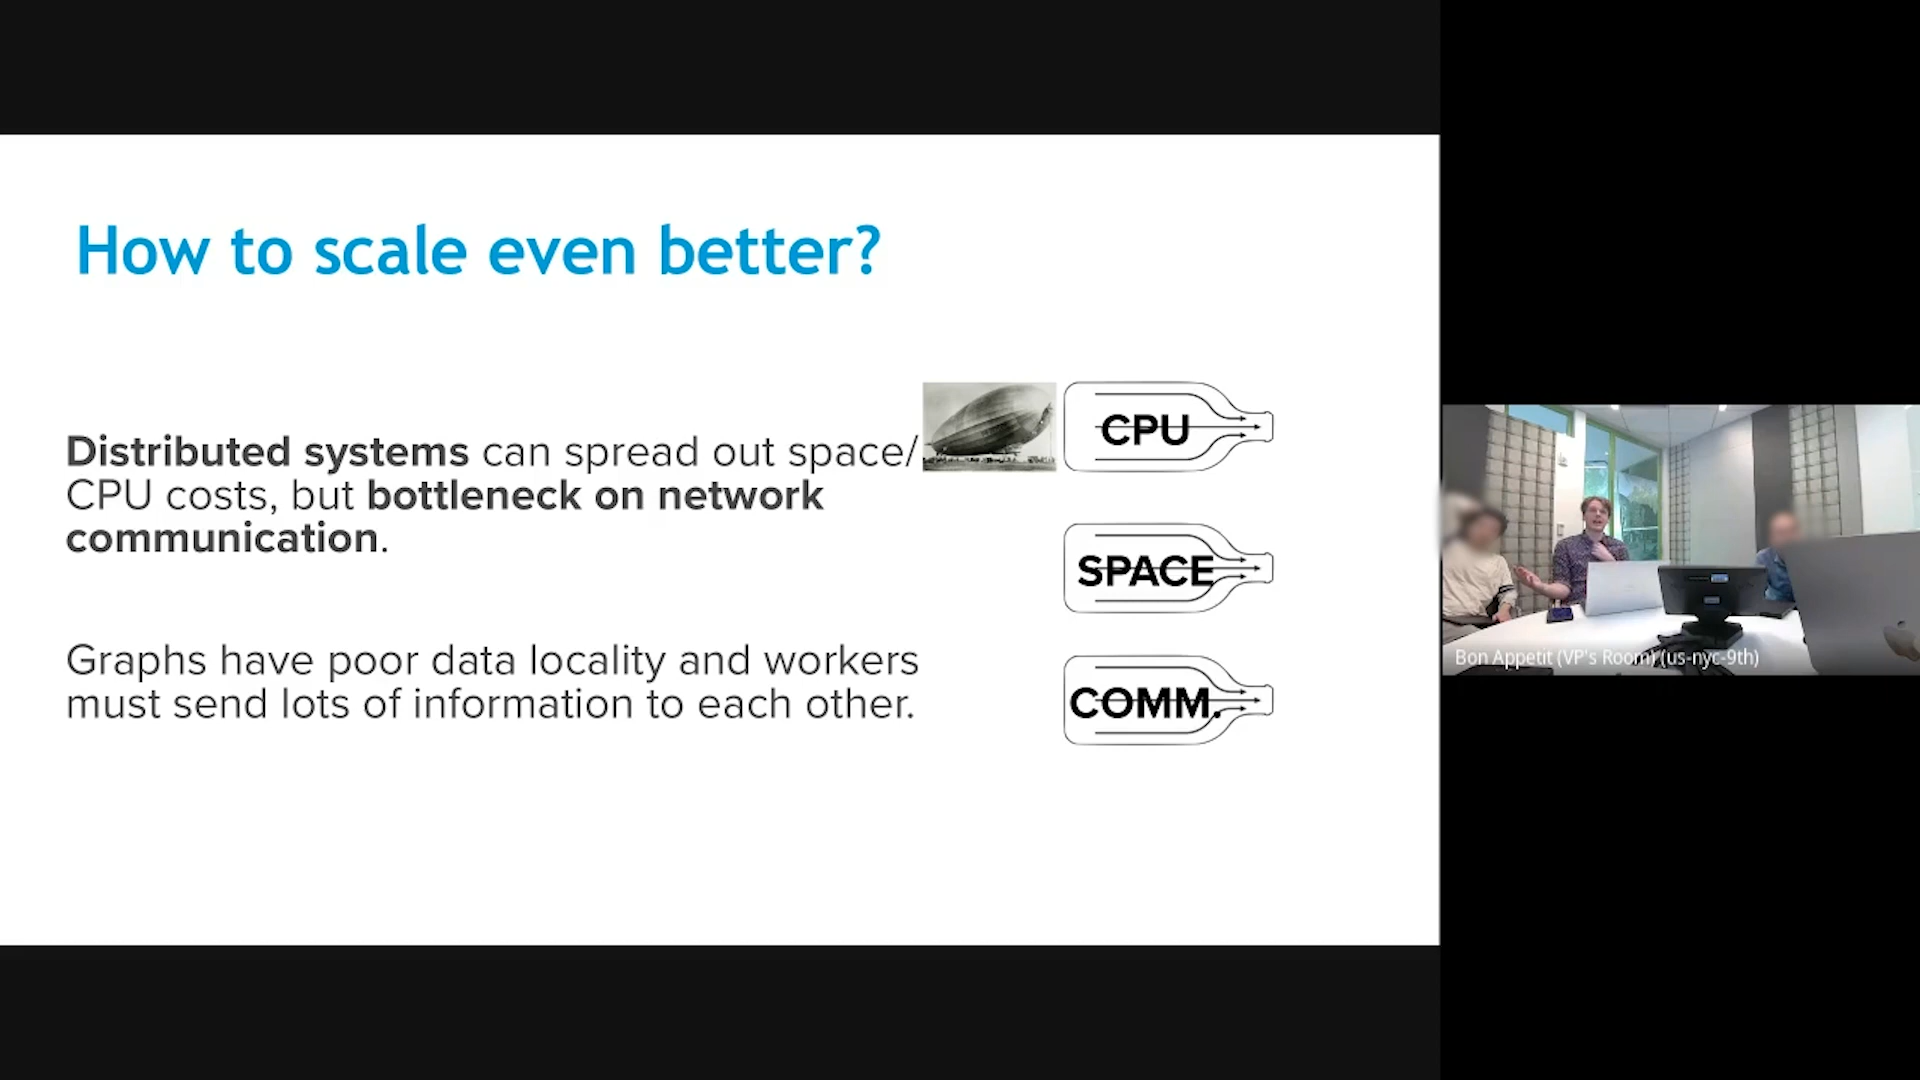 How to scale even better?
Distributed systems can spread out space/
CPU costs, but bottleneck on network
communication.
Graphs have poor data locality and workers
must send lots of information to each other.
CPU
SPACE
COMM.
Bon Appetit (VP's Room) (us-nyc-9th)